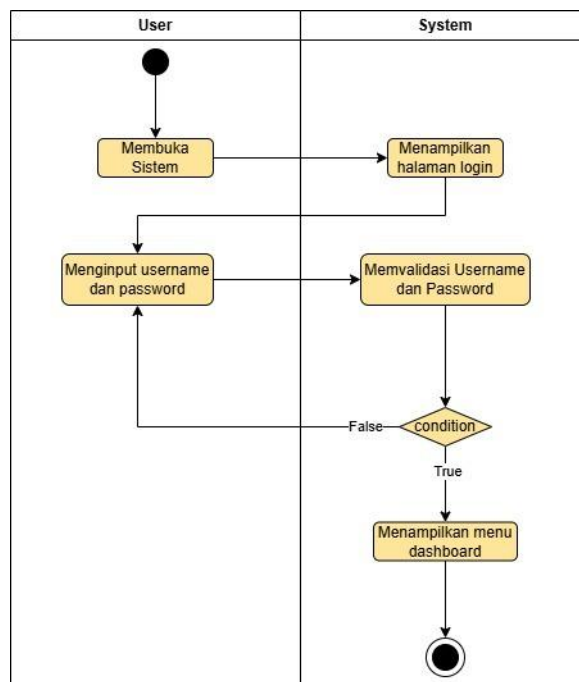 User
System
Membuka
Sistem
Menampilkan
halaman login
Menginput username
dan password
Memvalidasi Username
dan Password
condition
False
True
Menampilkan menu
dashboard